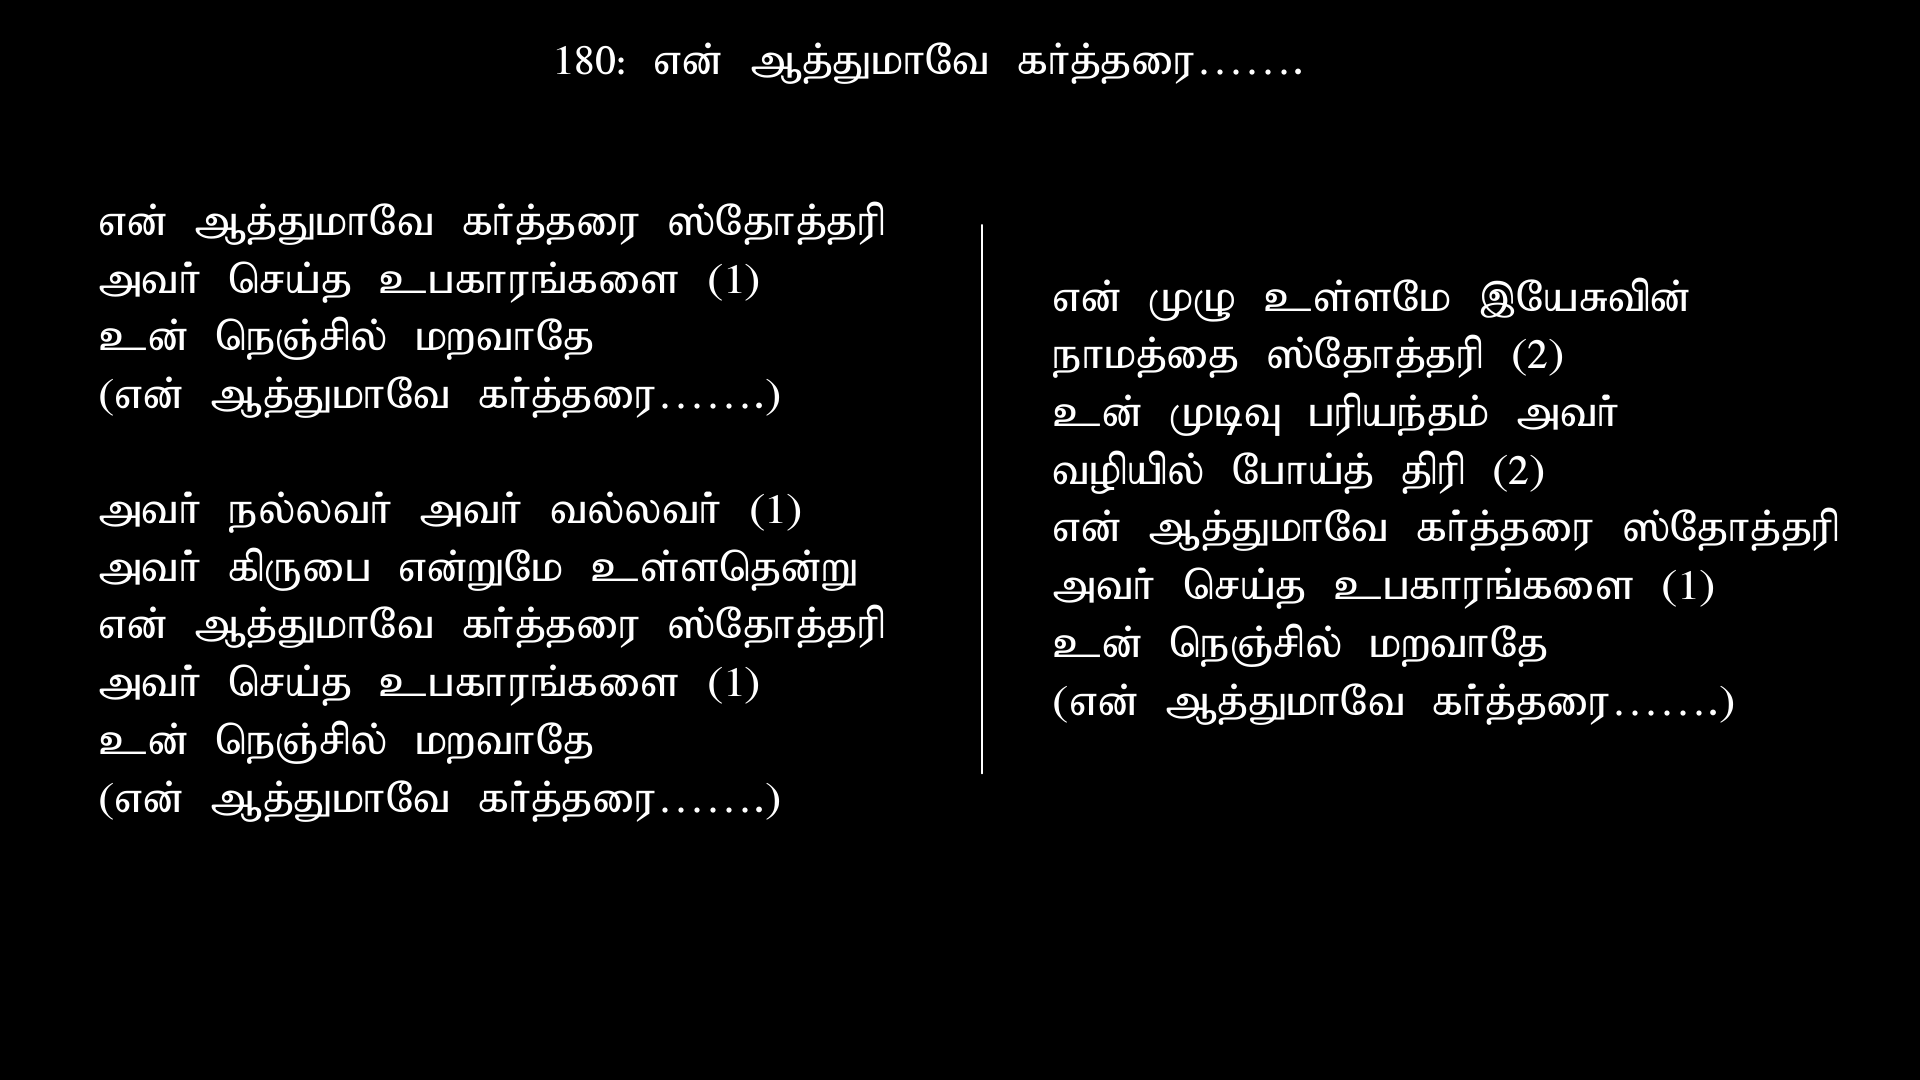 180: என் ஆத்துமாவே கர்த்தரை…….
என் ஆத்துமாவே கர்த்தரை ஸ்தோத்தரி
அவர் செய்த உபகாரங்களை (1)
உன் நெஞ்சில் மறவாதே
(என் ஆத்துமாவே கர்த்தரை…….)
அவர் நல்லவர் அவர் வல்லவர் (1)
அவர் கிருபை என்றுமே உள்ளதென்று
என் ஆத்துமாவே கர்த்தரை ஸ்தோத்தரி
அவர் செய்த உபகாரங்களை (1)
உன் நெஞ்சில் மறவாதே
(என் ஆத்துமாவே கர்த்தரை…….)
என் முழு உள்ளமே இயேசுவின்
நாமத்தை ஸ்தோத்தரி (2)
உன் முடிவு பரியந்தம் அவர்
வழியில் போய்த் திரி (2)
என் ஆத்துமாவே கர்த்தரை ஸ்தோத்தரி
அவர் செய்த உபகாரங்களை (1)
உன் நெஞ்சில் மறவாதே
(என் ஆத்துமாவே கர்த்தரை…….)